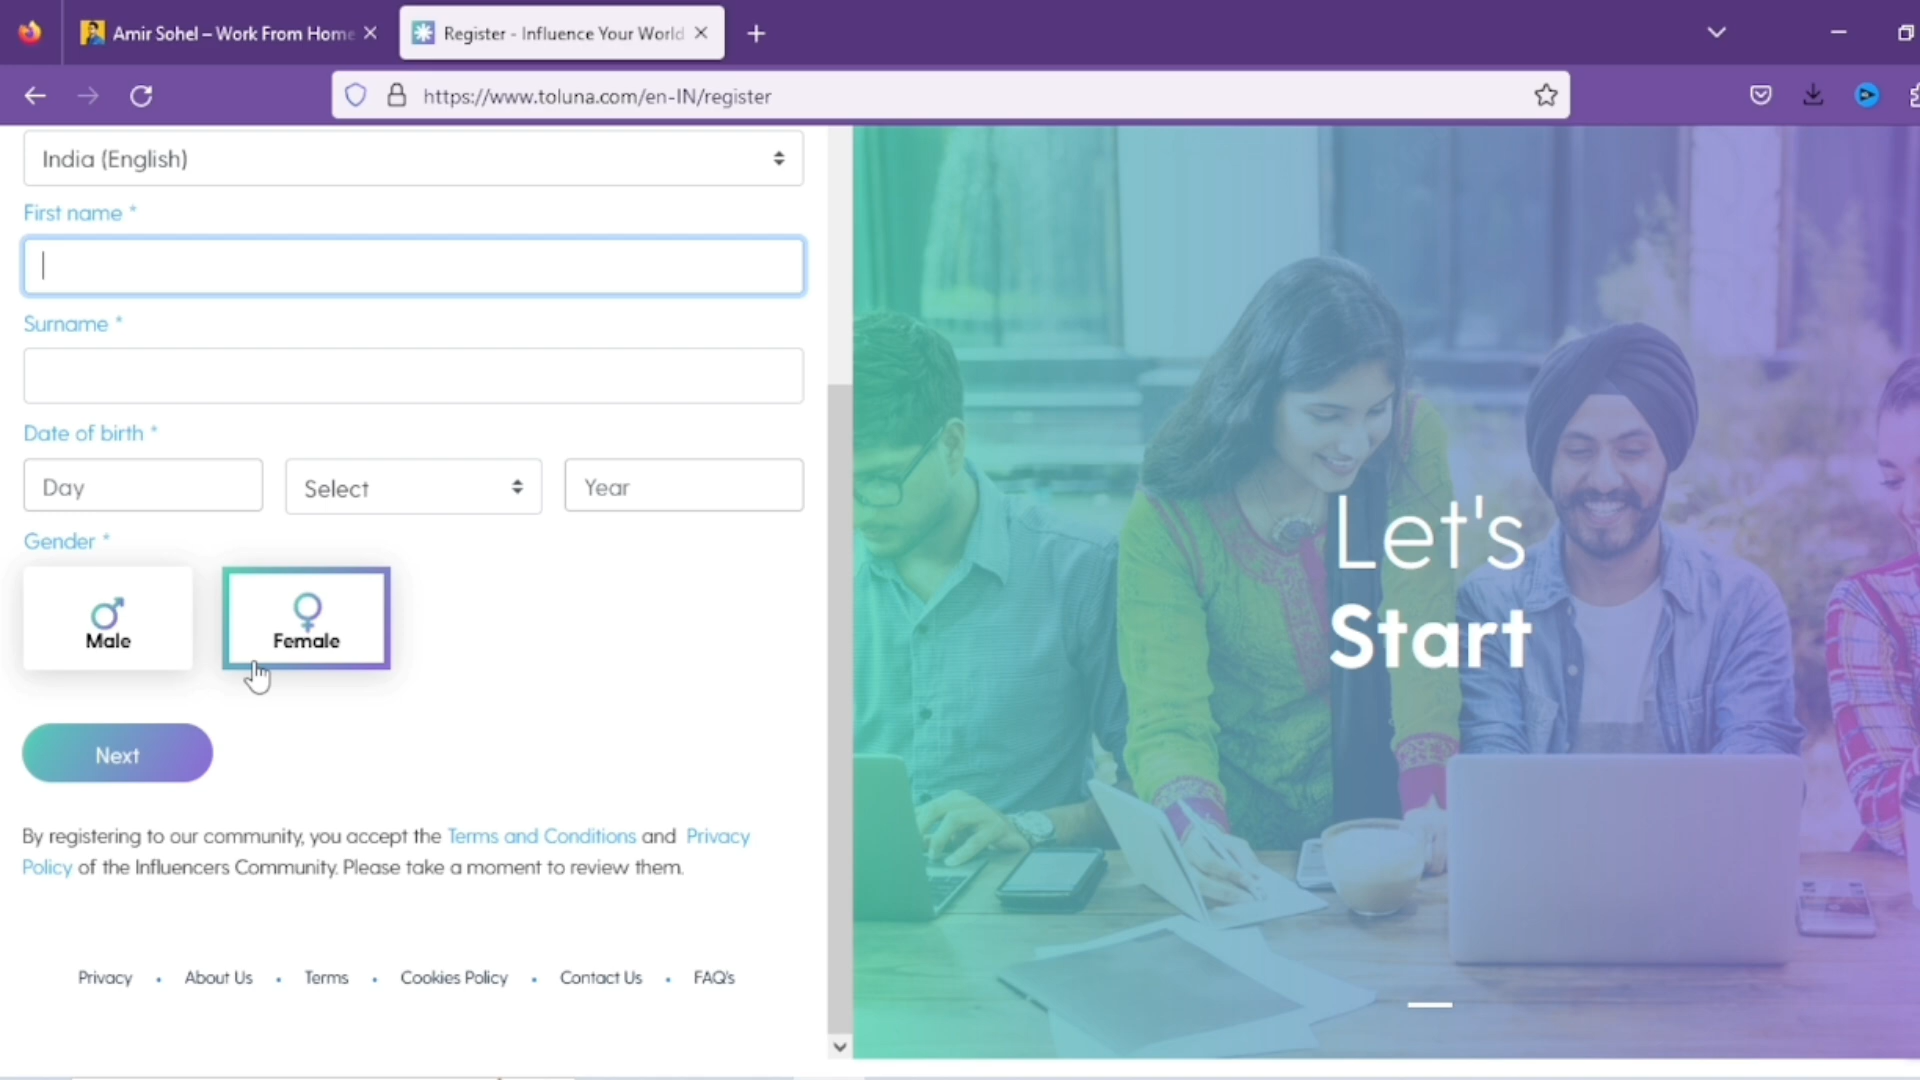 Amir Sohel – Work From Home
Register - Influence Your World
https://www.toluna.com/en-IN/register
India (English)
First name *
Surname *
Date of birth *
Day
Select
Year
Gender *
Male
Female
Next
By registering to our community, you accept the Terms and Conditions and Privacy
Policy of the Influencers Community. Please take a moment to review them.
Privacy • About Us • Terms • Cookies Policy • Contact Us • FAQ's
Let's
Start